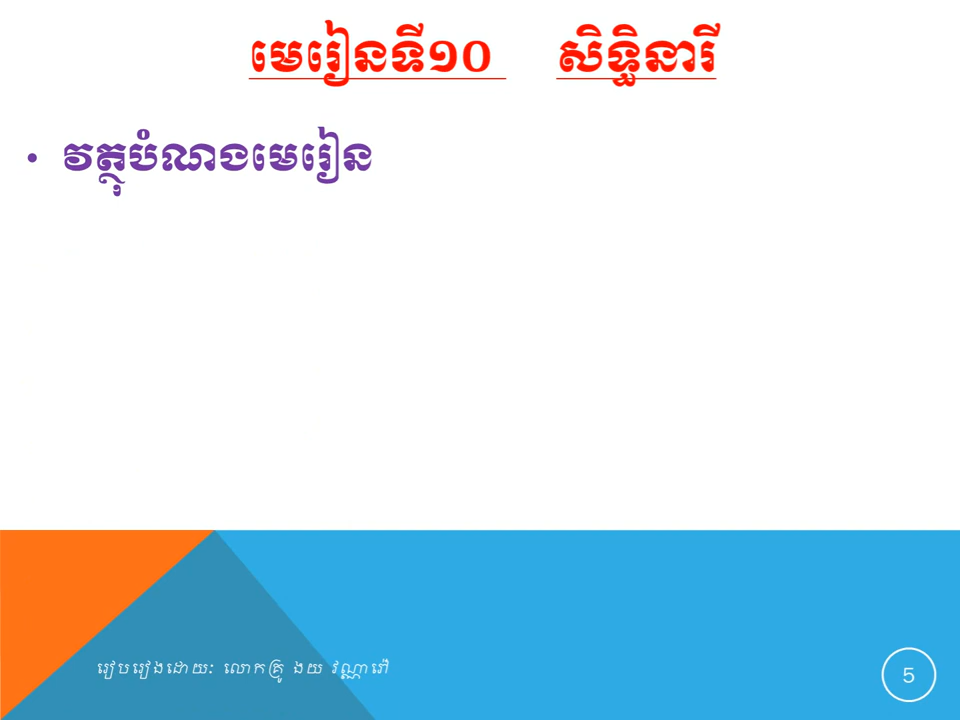 មេរៀនទី១០ សិទ្ធិនារី
• វត្ថុបំណងមេរៀន
រៀបរៀងដោយ: លោកគ្រូ ងយ វណ្ណារ៉ៅ
5